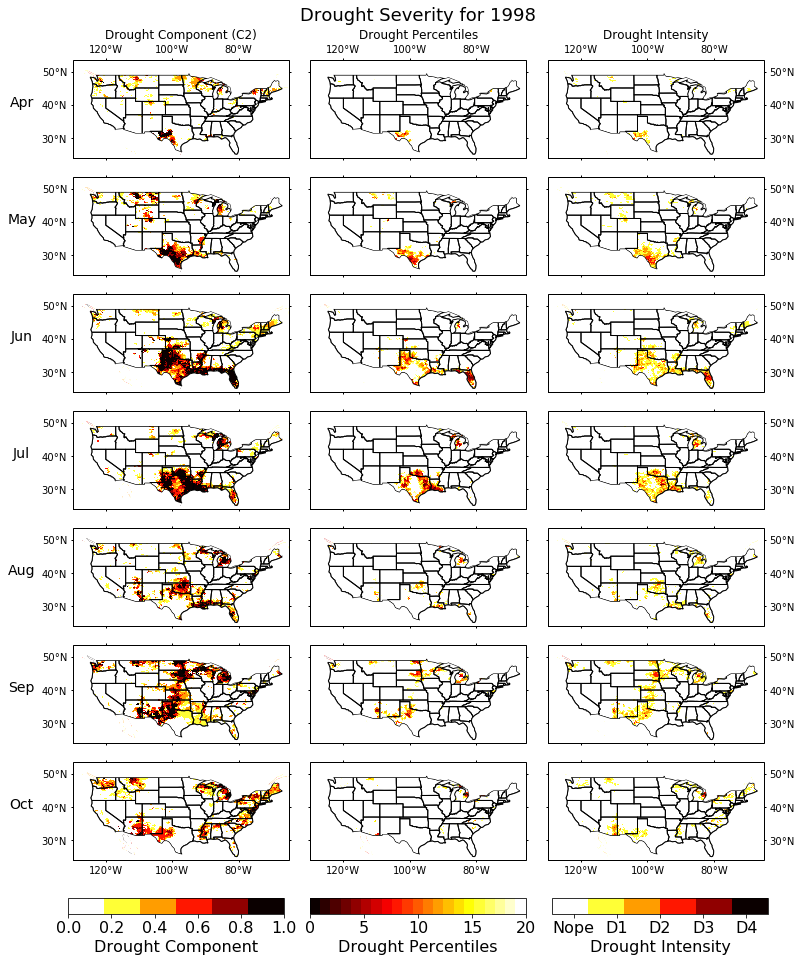 Drought Severity for 1998
Drought Component (C2) Drought Percentiles Drought Intensity
120°W 100°W 80°W 120°W 100°W 80°W 120°W 100°W 80°W
50°N 50°N
Apr 40°N 40°N
30°N 30°N
50°N 50°N
May 40°N 40°N
30°N 30°N
50°N 50°N
Jun 40°N 40°N
30°N 30°N
50°N 50°N
Jul 40°N 40°N
30°N 30°N
50°N 50°N
Aug 40°N 40°N
30°N 30°N
50°N 50°N
Sep 40°N 40°N
30°N 30°N
50°N 50°N
Oct 40°N 40°N
30°N 30°N
120°W 100°W 80°W 120°W 100°W 80°W 120°W 100°W 80°W
0.0 0.2 0.4 0.6 0.8 1.0 0 5 10 15 20 Nope D1 D2 D3 D4
Drought Component Drought Percentiles Drought Intensity